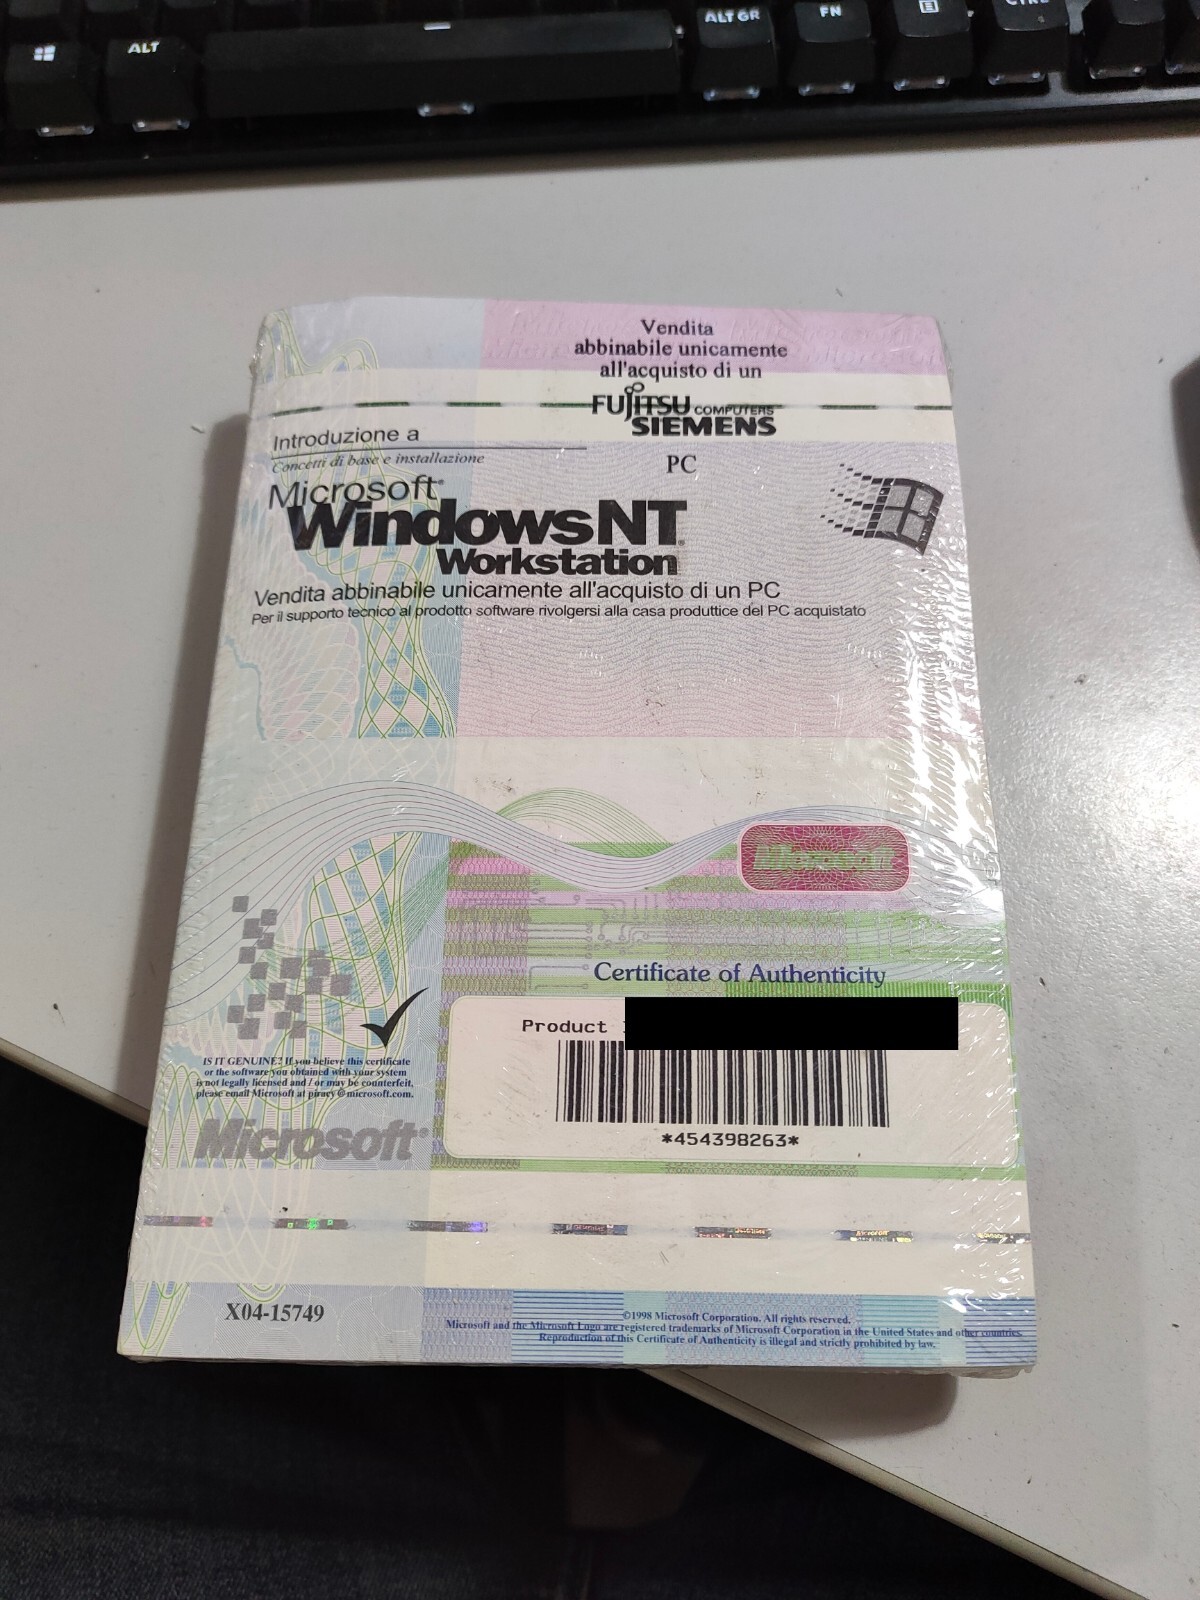 ALT
ALT GR
FN
Vendita
abbinabile unicamente
all'acquisto di un
FUJITSU COMPUTERS
SIEMENS
PC
Introduzione a
Concetti di base e installazione
Microsoft®
Windows NT®
Workstation
Vendita abbinabile unicamente all'acquisto di un PC
Per il supporto tecnico al prodotto software rivolgersi alla casa produttice del PC acquistato
Microsoft
Certificate of Authenticity
Product
*454398263*
IS IT GENUINE? If you believe this certificate
or the software you obtained with your system
is not legally licensed and / or may be counterfeit,
please email Microsoft at piracy@microsoft.com.
Microsoft®
X04-15749
©1998 Microsoft Corporation. All rights reserved.
Microsoft and the Microsoft Logo are registered trademarks of Microsoft Corporation in the United States and other countries.
Reproduction of this Certificate of Authenticity is illegal and strictly prohibited by law.